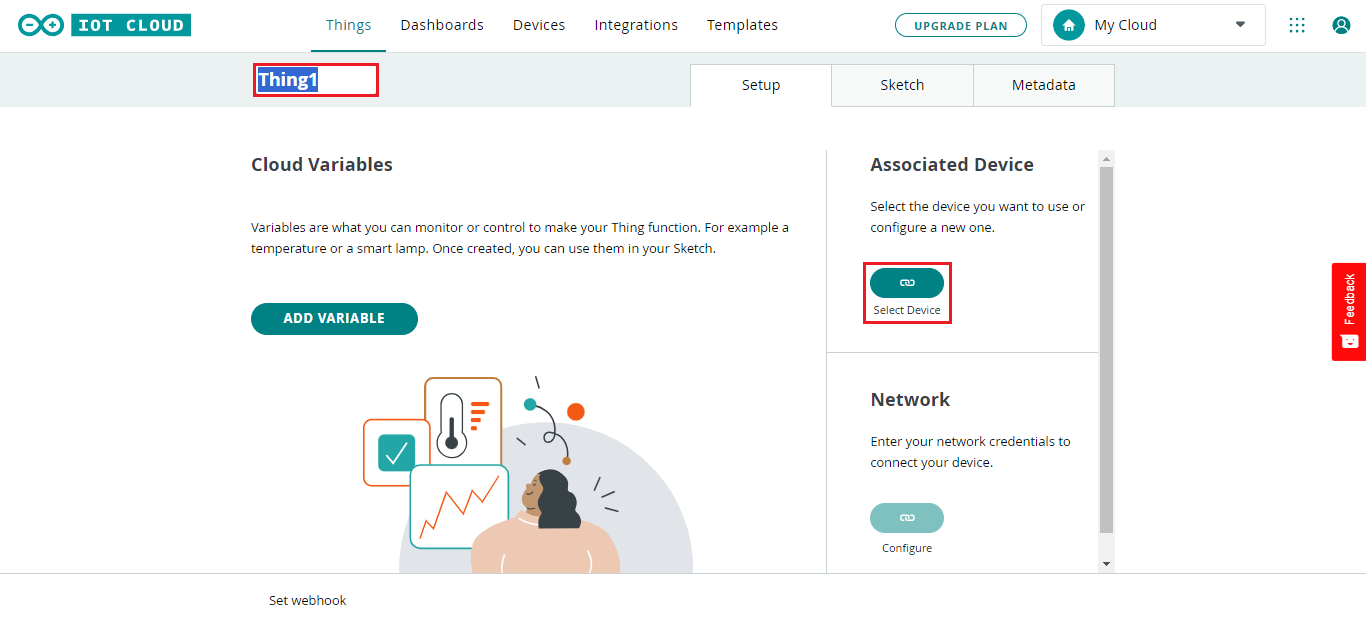 IOT CLOUD
Things
Dashboards
Devices
Integrations
Templates
UPGRADE PLAN
My Cloud
Thing1
Setup
Sketch
Metadata
Cloud Variables
Variables are what you can monitor or control to make your Thing function. For example a
temperature or a smart lamp. Once created, you can use them in your Sketch.
ADD VARIABLE
Associated Device
Select the device you want to use or
configure a new one.
Select Device
Network
Enter your network credentials to
connect your device.
Configure
Feedback
Set webhook